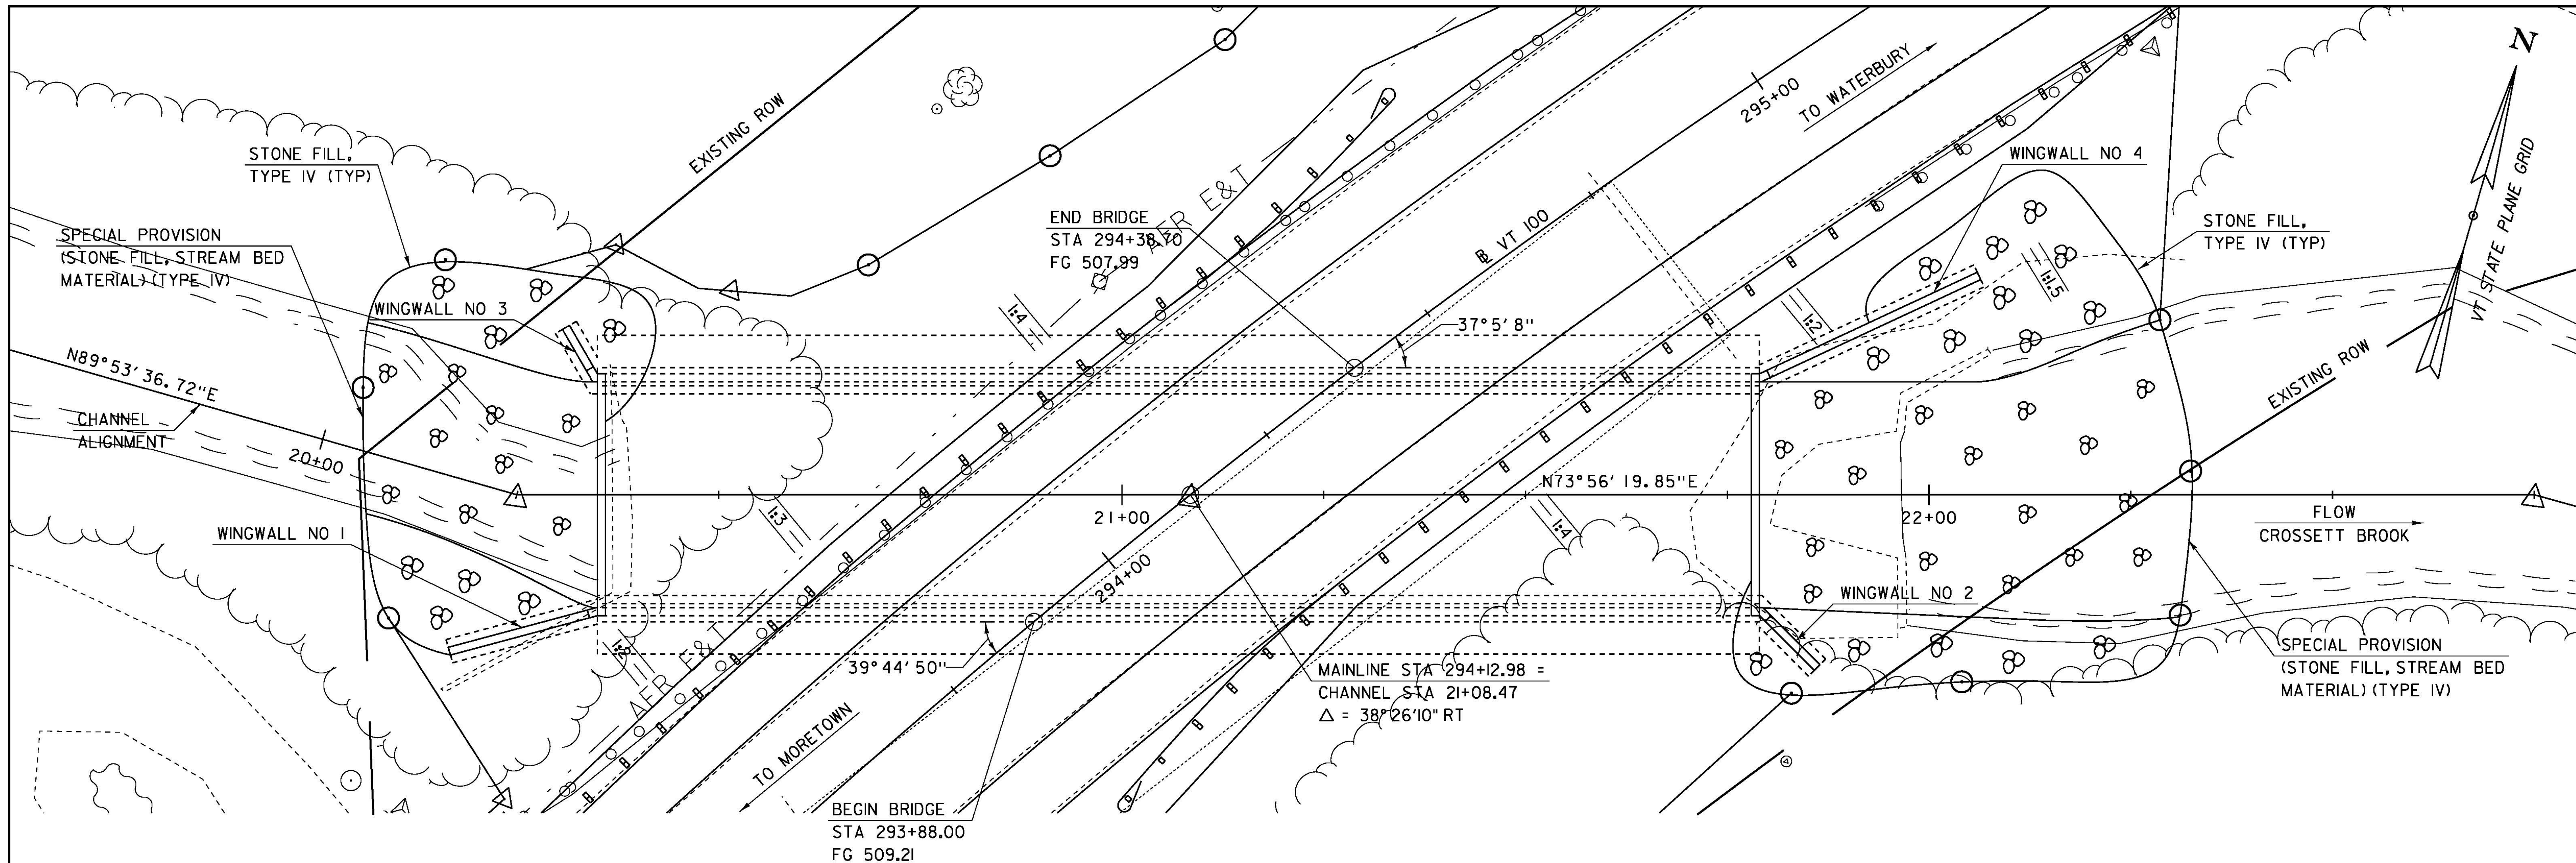 N
VT STATE PLANE GRID
STONE FILL,
TYPE IV (TYP)
EXISTING ROW
SPECIAL PROVISION
(STONE FILL, STREAM BED
MATERIAL) (TYPE IV)
WINGWALL NO 3
N89°53'36.72"E
CHANNEL
ALIGNMENT
20+00
WINGWALL NO 1
END BRIDGE
STA 294+38.70
FG 507.99
AFR E&T
1:4
℄ VT 100
295+00
TO WATERBURY
37°5'8"
WINGWALL NO 4
STONE FILL,
TYPE IV (TYP)
1:1.5
1:2
EXISTING ROW
N73°56'19.85"E
1:3
21+00
1:4
22+00
FLOW
CROSSETT BROOK
294+00
WINGWALL NO 2
1:2
AFR E&T
39°44'50"
MAINLINE STA 294+12.98 =
CHANNEL STA 21+08.47
Δ = 38°26'10" RT
SPECIAL PROVISION
(STONE FILL, STREAM BED
MATERIAL) (TYPE IV)
TO MORETOWN
BEGIN BRIDGE
STA 293+88.00
FG 509.21